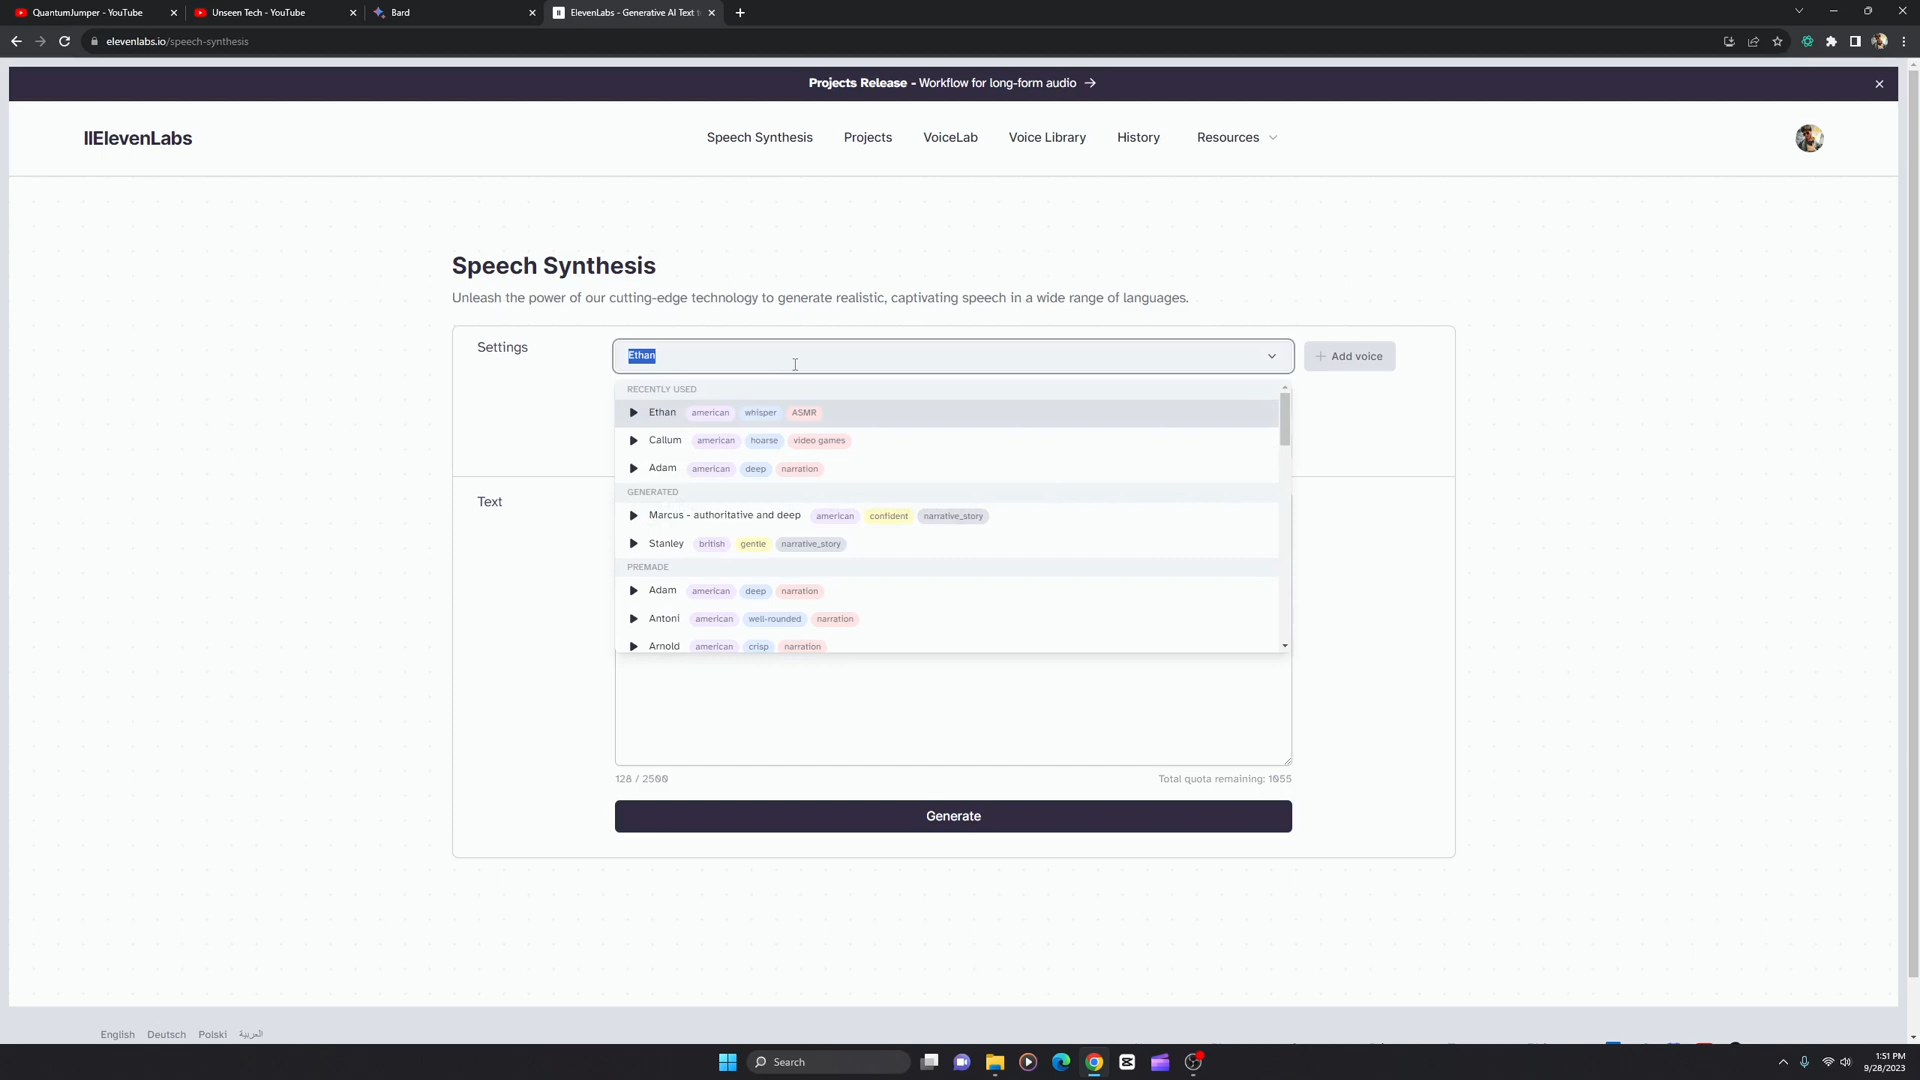 QuantumJumper - YouTube
Unseen Tech - YouTube
Bard
ElevenLabs - Generative AI Text t
elevenlabs.io/speech-synthesis
Projects Release - Workflow for long-form audio →
IIElevenLabs
Speech Synthesis
Projects
VoiceLab
Voice Library
History
Resources
Speech Synthesis
Unleash the power of our cutting-edge technology to generate realistic, captivating speech in a wide range of languages.
Settings
Ethan
+ Add voice
RECENTLY USED
Ethan american whisper ASMR
Callum american hoarse video games
Adam american deep narration
GENERATED
Text
Marcus - authoritative and deep american confident narrative_story
Stanley british gentle narrative_story
PREMADE
Adam american deep narration
Antoni american well-rounded narration
Arnold american crisp narration
128 / 2500
Total quota remaining: 1055
Generate
English Deutsch Polski العربية
Search
1:51 PM
9/28/2023